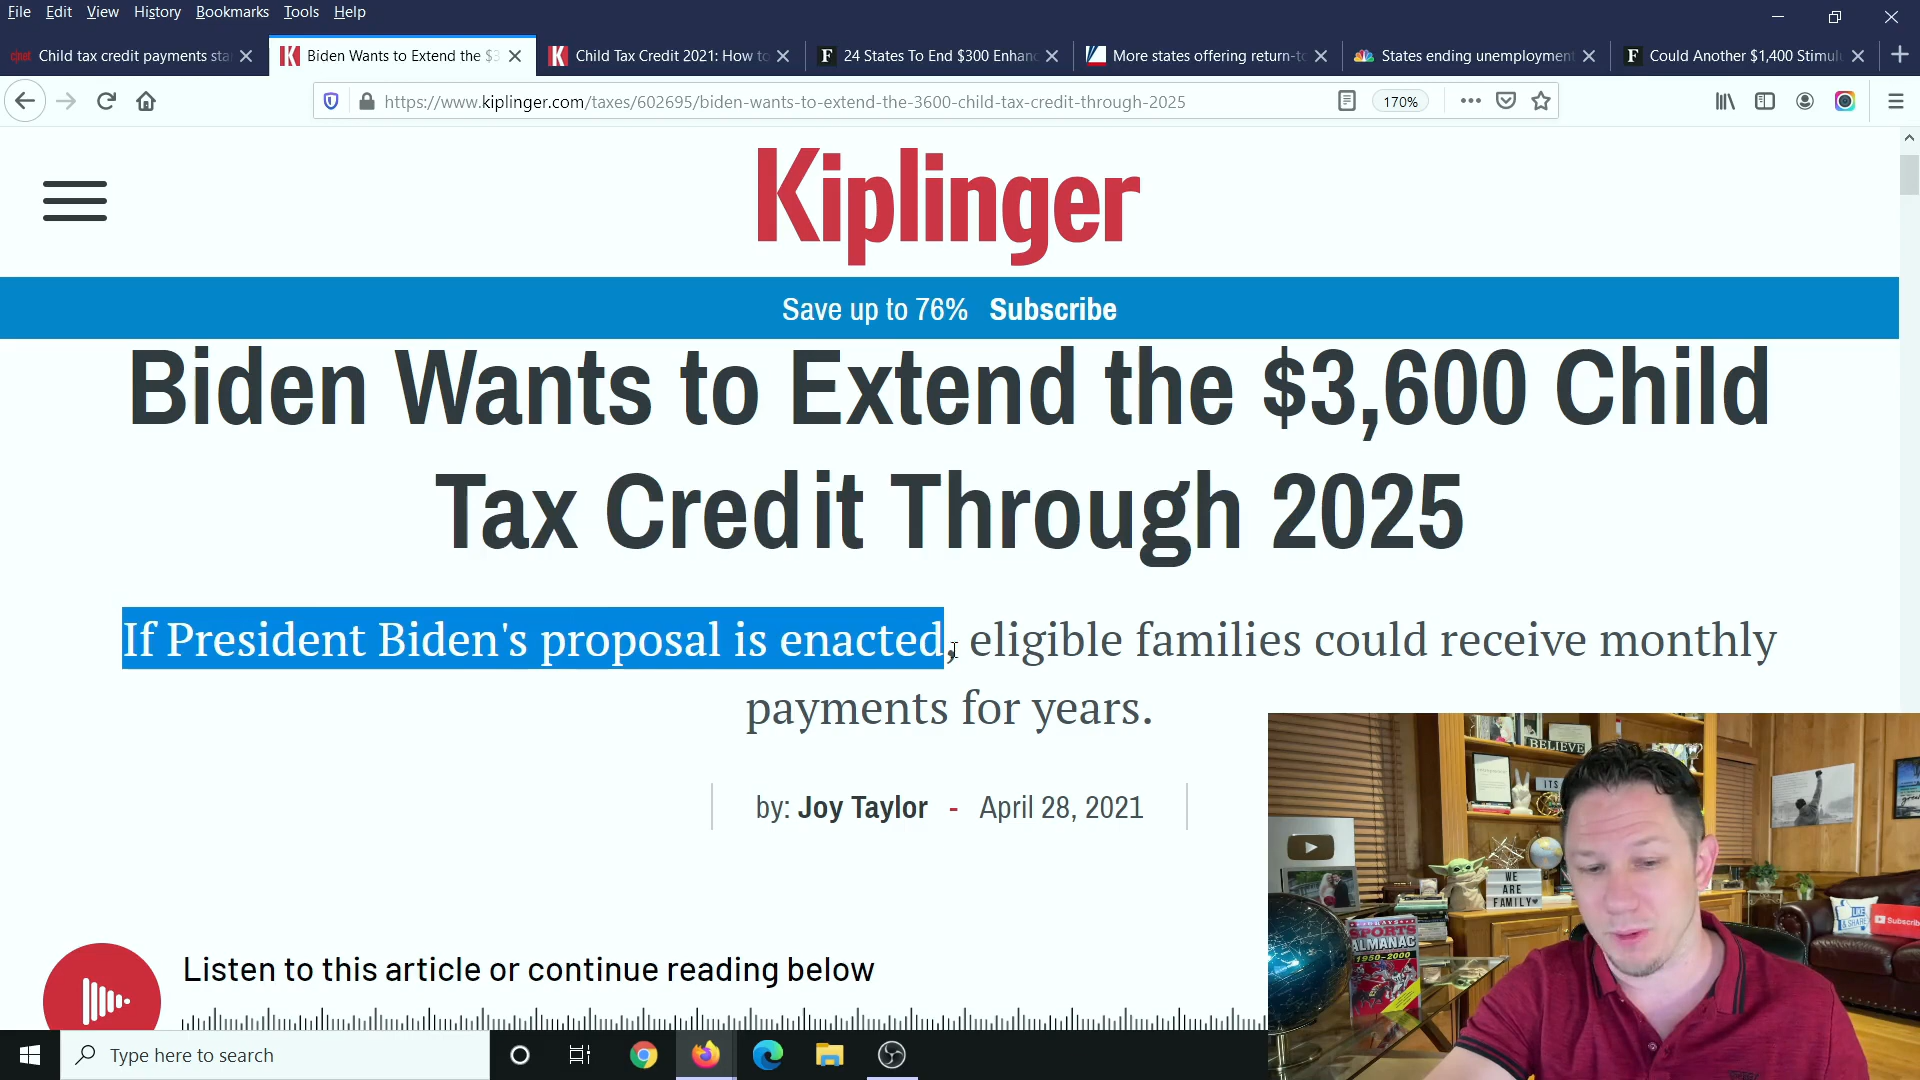 File Edit View History Bookmarks Tools Help
cjnet Child tax credit payments sta
Biden Wants to Extend the $3
Child Tax Credit 2021: How to
24 States To End $300 Enhanc
More states offering return-to
States ending unemployment
Could Another $1,400 Stimul
https://www.kiplinger.com/taxes/602695/biden-wants-to-extend-the-3600-child-tax-credit-through-2025
170%
Kiplinger
Save up to 76% Subscribe
Biden Wants to Extend the $3,600 Child
Tax Credit Through 2025
If President Biden's proposal is enacted, eligible families could receive monthly
payments for years.
by: Joy Taylor - April 28, 2021
Listen to this article or continue reading below
BELIEVE
ITS
WE
ARE
FAMILY
SPORTS
ALMANAC
1950-2000
LIKE
& SHARE
Subscribe
Type here to search